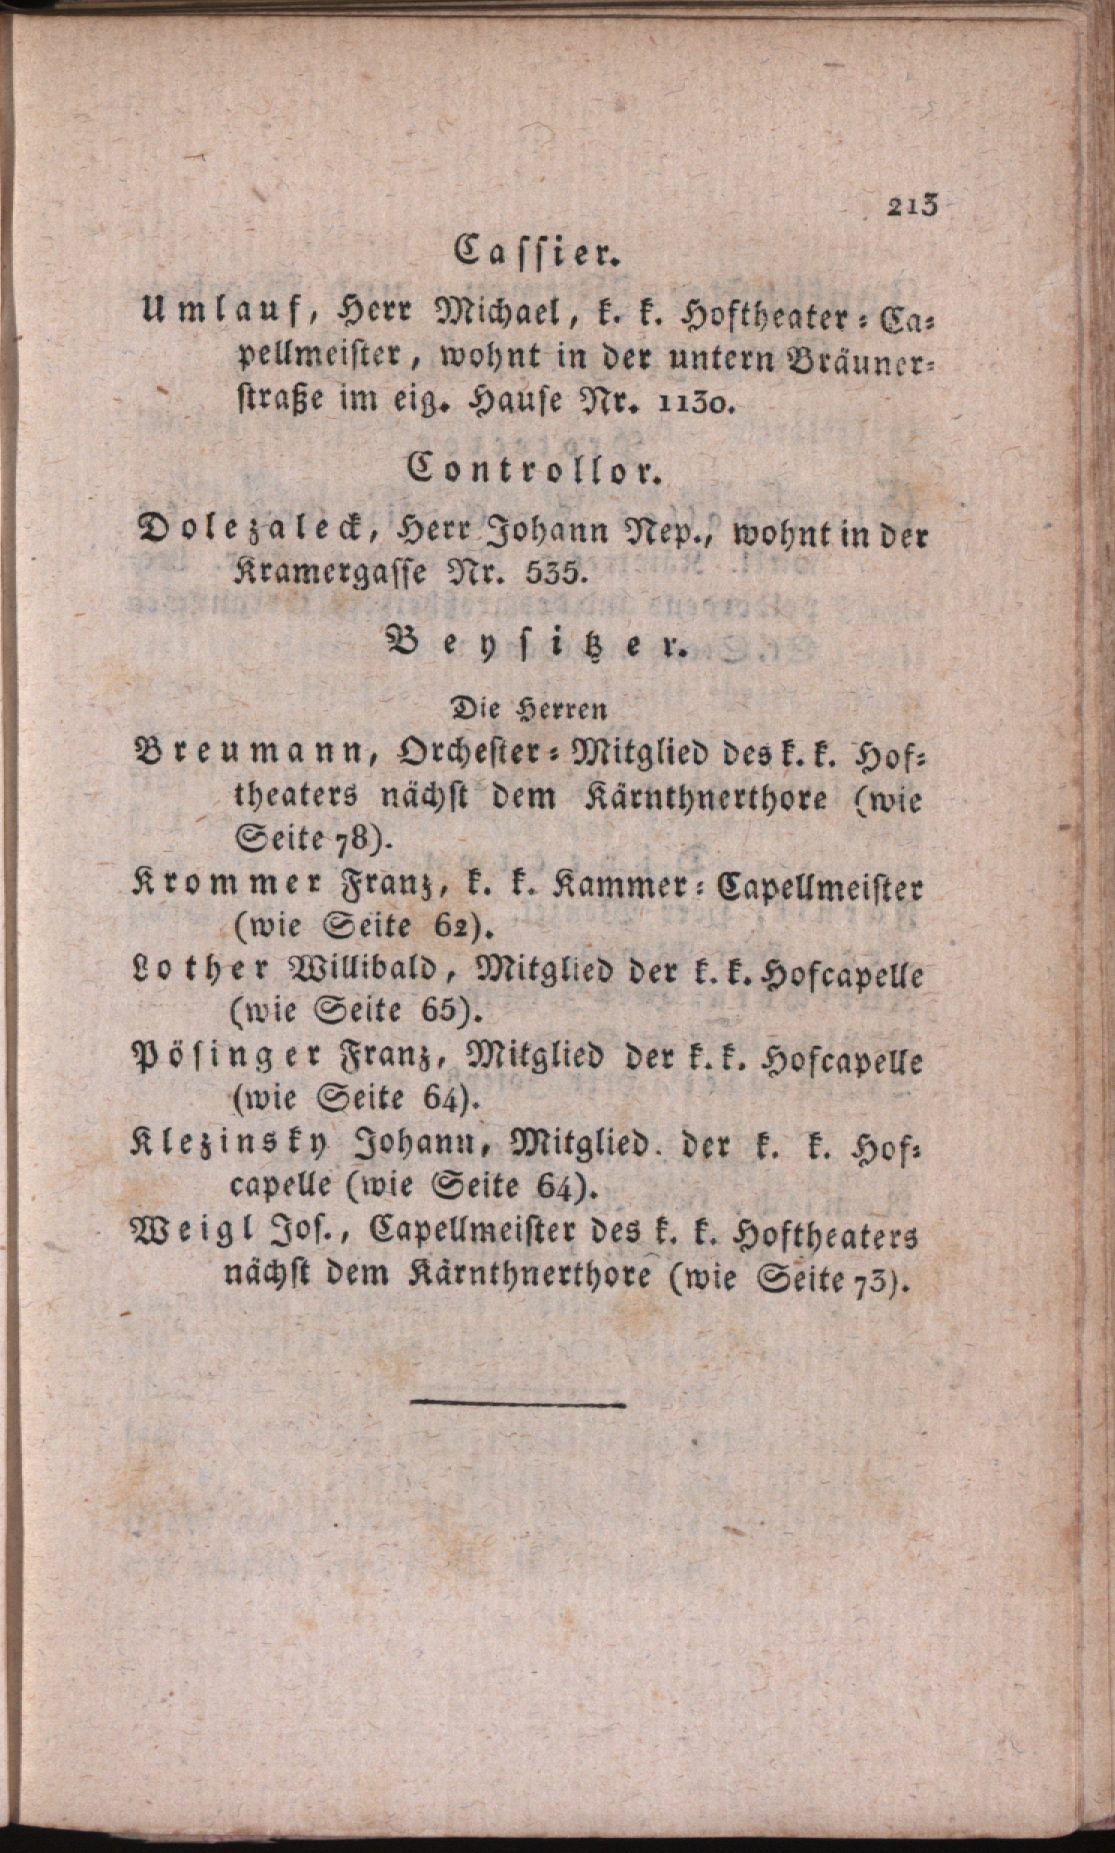 213
Cassier.
Umlauf, Herr Michael, k. k. Hoftheater-Ca-
pellmeister, wohnt in der untern Bräuner-
straße im eig. Hause Nr. 1130.
Controllor.
Dolezaleck, Herr Johann Nep., wohnt in der
Kramergasse Nr. 535.
Beysitzer.
Die Herren
Breumann, Orchester-Mitglied des k. k. Hof-
theaters nächst dem Kärnthnerthore (wie
Seite 78).
Krommer Franz, k. k. Kammer-Capellmeister
(wie Seite 62).
Lother Willibald, Mitglied der k. k. Hofcapelle
(wie Seite 65).
Pösinger Franz, Mitglied der k. k. Hofcapelle
(wie Seite 64).
Klezinsky Johann, Mitglied. der k. k. Hof-
capelle (wie Seite 64).
Weigl Jos., Capellmeister des k. k. Hoftheaters
nächst dem Kärnthnerthore (wie Seite 73).